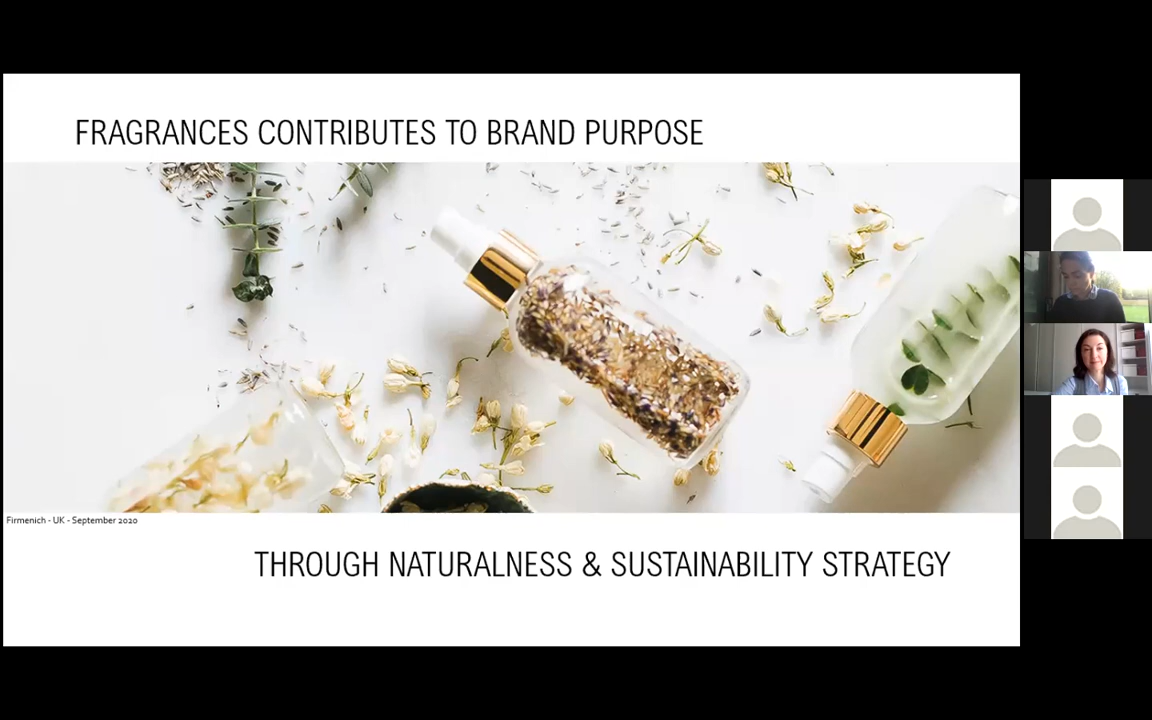 FRAGRANCES CONTRIBUTES TO BRAND PURPOSE
Firmenich - UK - September 2020
THROUGH NATURALNESS & SUSTAINABILITY STRATEGY